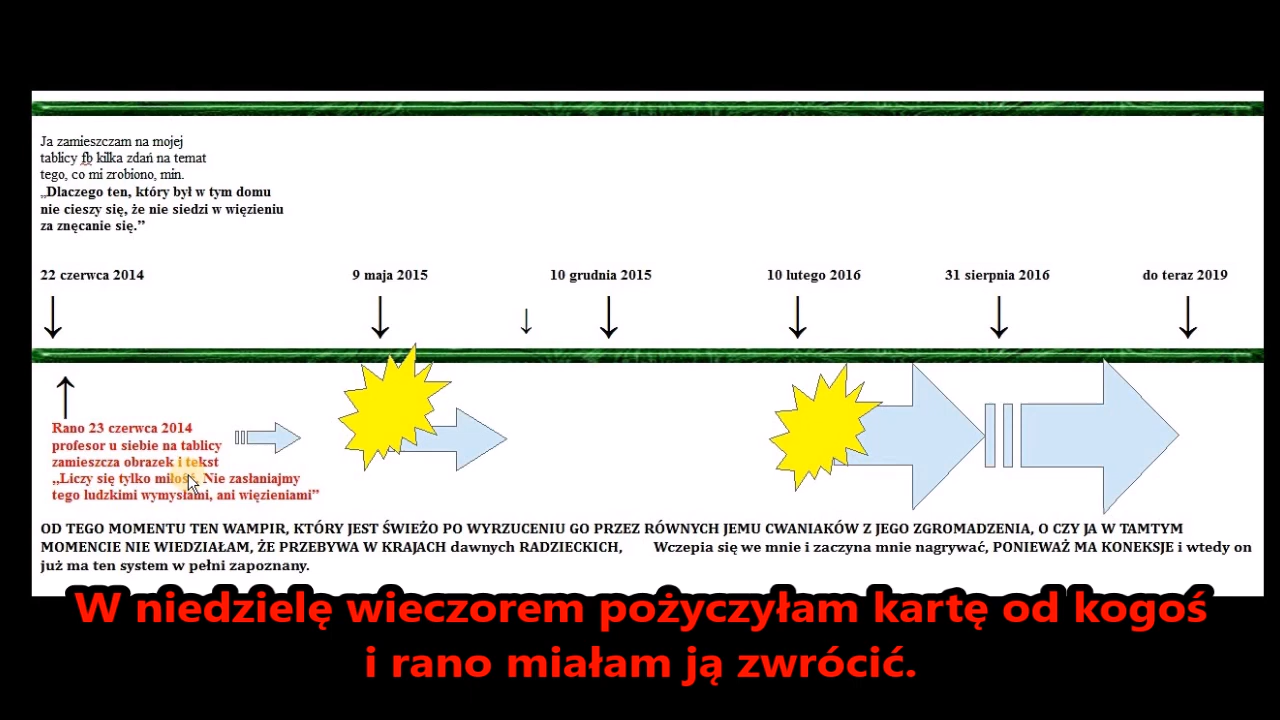 Ja zamieszczam na mojej
tablicy fb kilka zdań na temat
tego, co mi zrobiono, min.
„Dlaczego ten, który był w tym domu
nie cieszy się, że nie siedzi w więzieniu
za znęcanie się.”
22 czerwca 2014 9 maja 2015 10 grudnia 2015 10 lutego 2016 31 sierpnia 2016 do teraz 2019
Rano 23 czerwca 2014
profesor u siebie na tablicy
zamieszcza obrazek i tekst
„Liczy się tylko miłość. Nie zasłaniajmy
tego ludzkimi wymysłami, ani więzieniami”
OD TEGO MOMENTU TEN WAMPIR, KTÓRY JEST ŚWIEŻO PO WYRZUCENIU GO PRZEZ RÓWNYCH JEMU CWANIAKÓW Z JEGO ZGROMADZENIA, O CZY JA W TAMTYM
MOMENCIE NIE WIEDZIAŁAM, ŻE PRZEBYWA W KRAJACH dawnych RADZIECKICH, Wczepia się we mnie i zaczyna mnie nagrywać, PONIEWAŻ MA KONEKSJE i wtedy on
już ma ten system w pełni zapoznany.
W niedzielę wieczorem pożyczyłam kartę od kogoś
i rano miałam ją zwrócić.